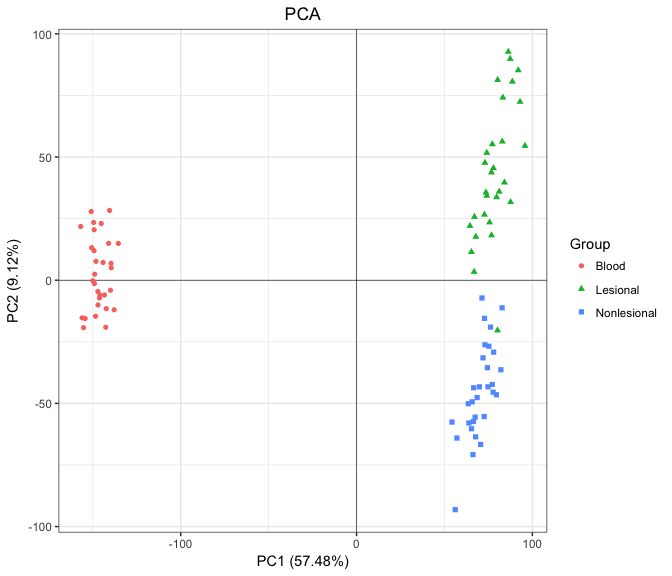 PCA
100
50
0
-50
-100
PC2 (9.12%)
-100
0
100
PC1 (57.48%)
Group
Blood
Lesional
Nonlesional